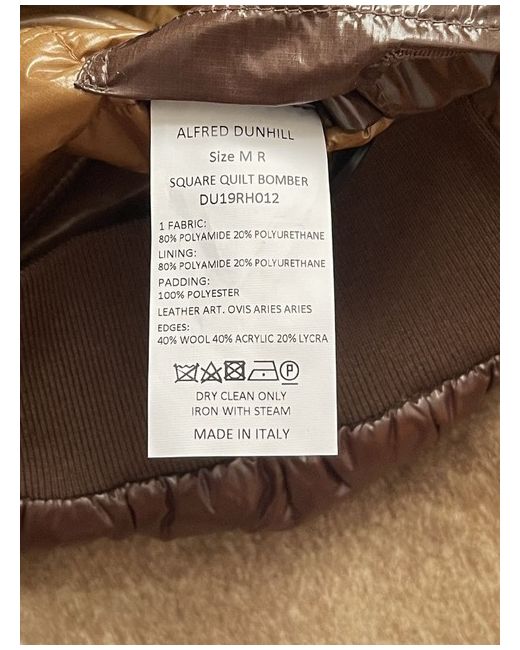 ALFRED DUNHILL
Size M R
SQUARE QUILT BOMBER
DU19RH012
1 FABRIC:
80% POLYAMIDE 20% POLYURETHANE
LINING:
80% POLYAMIDE 20% POLYURETHANE
PADDING:
100% POLYESTER
LEATHER ART. OVIS ARIES ARIES
EDGES:
40% WOOL 40% ACRYLIC 20% LYCRA
P
DRY CLEAN ONLY
IRON WITH STEAM
MADE IN ITALY